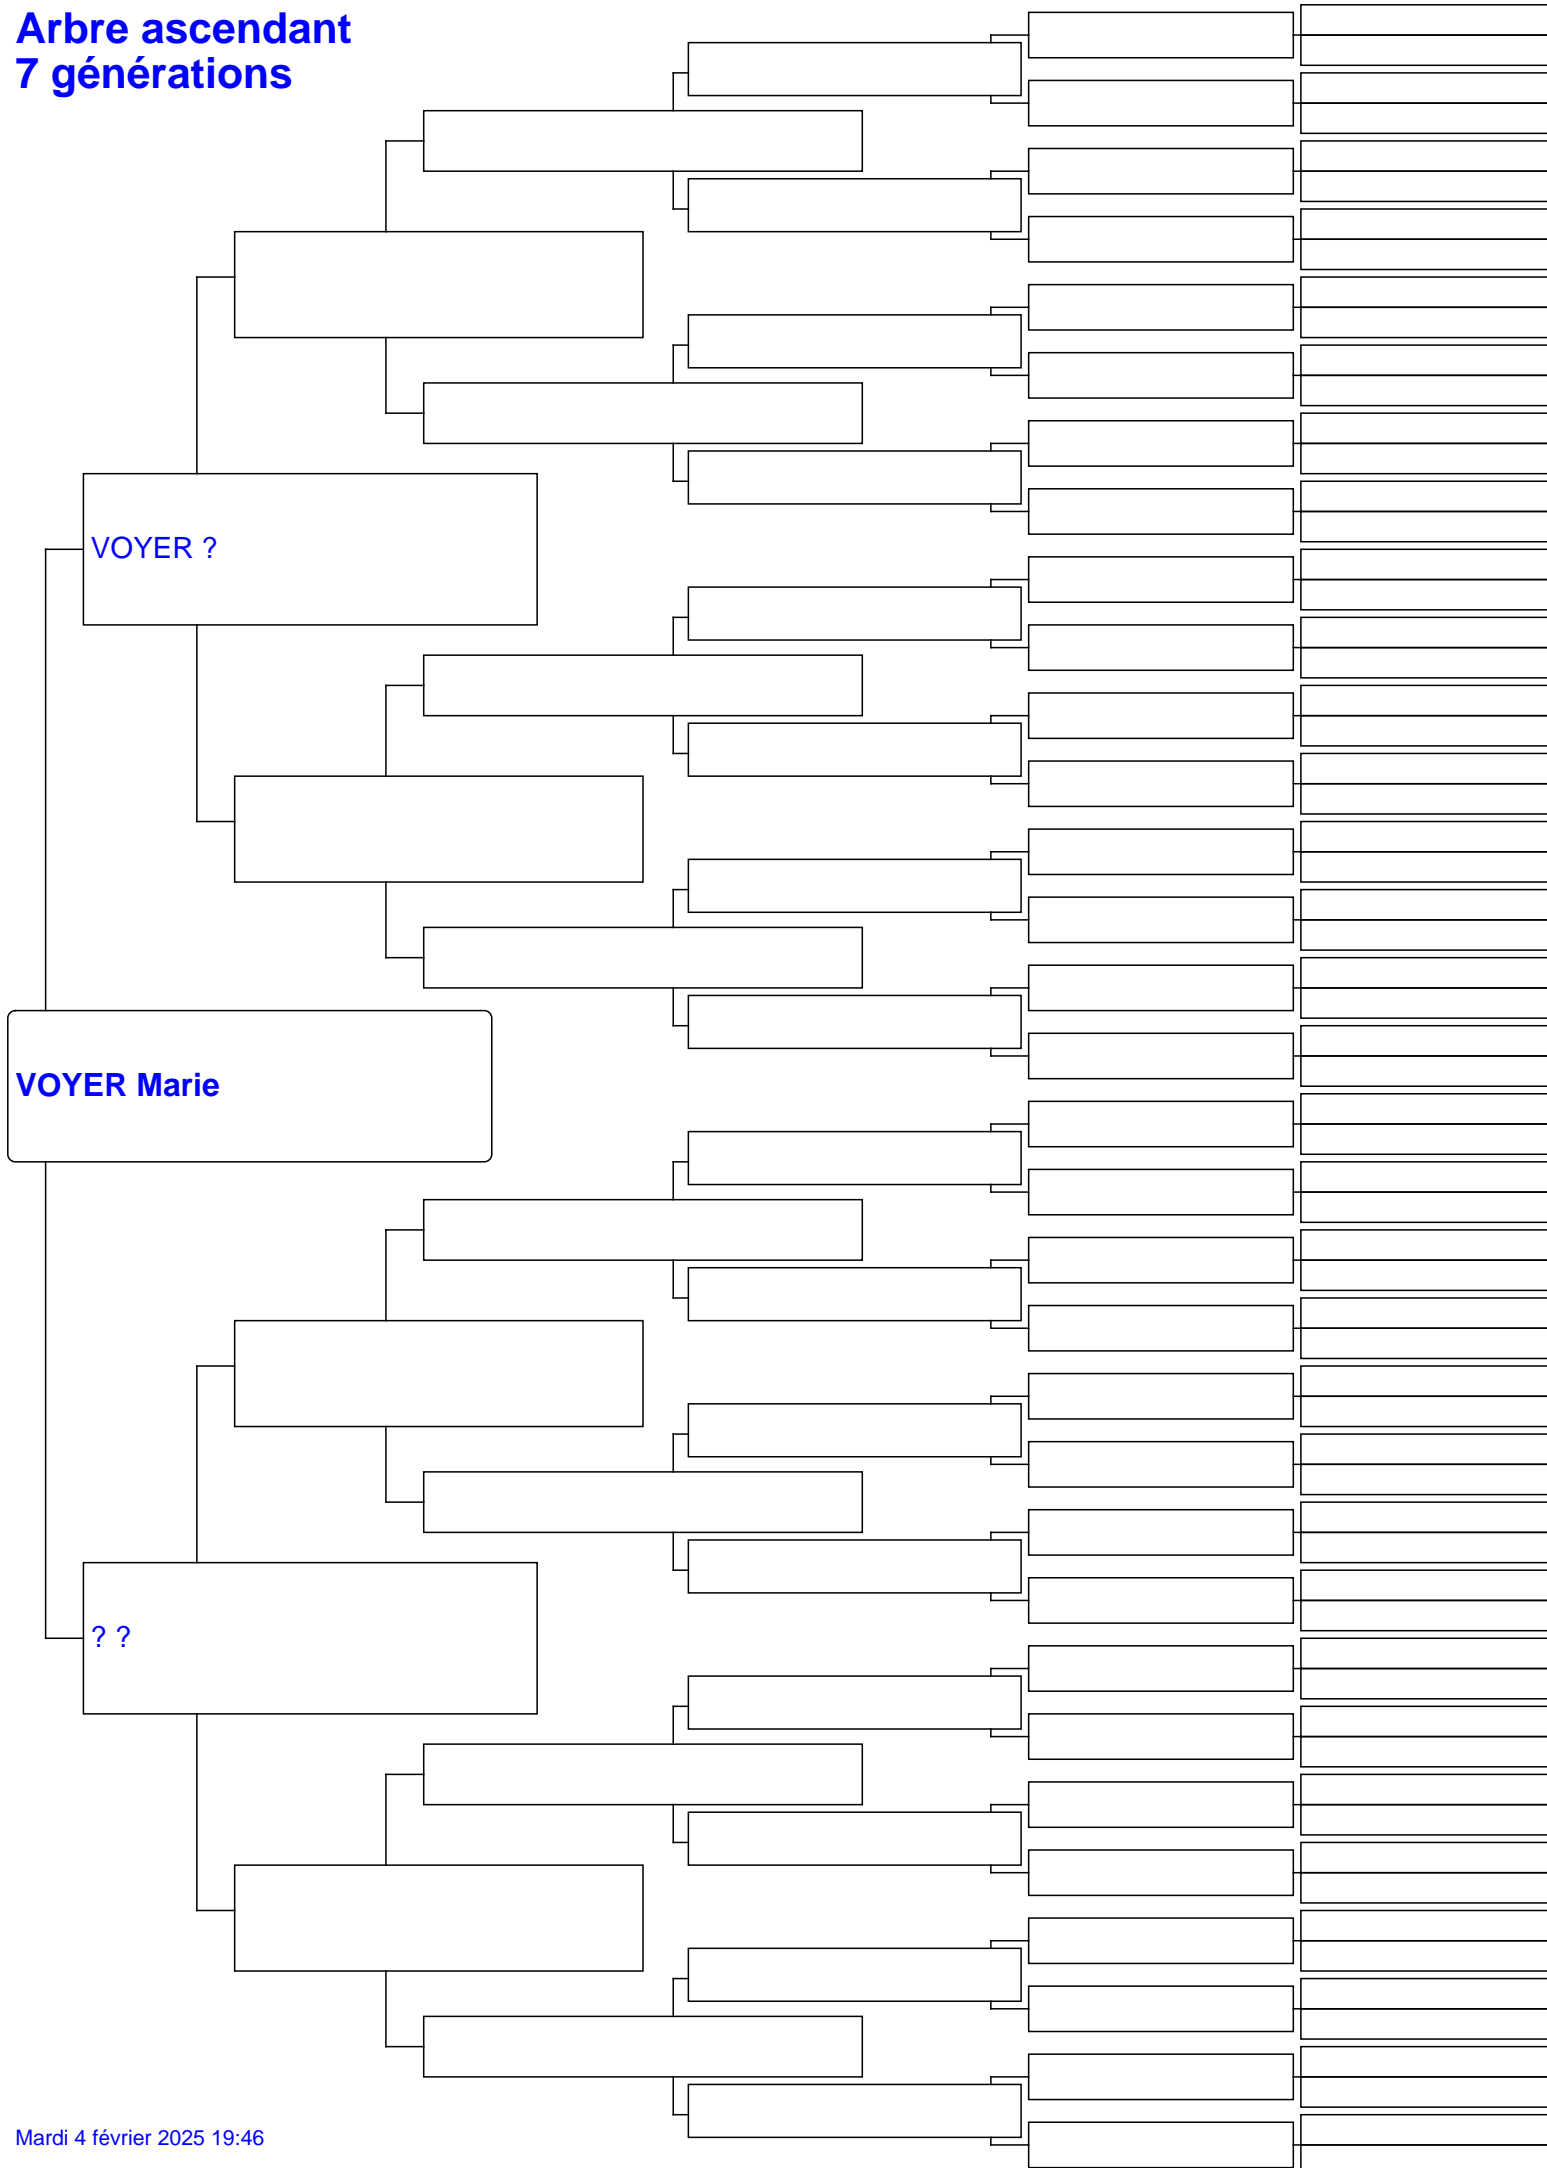 Arbre ascendant
7 générations
VOYER ?
VOYER Marie
? ?
Mardi 4 février 2025 19:46